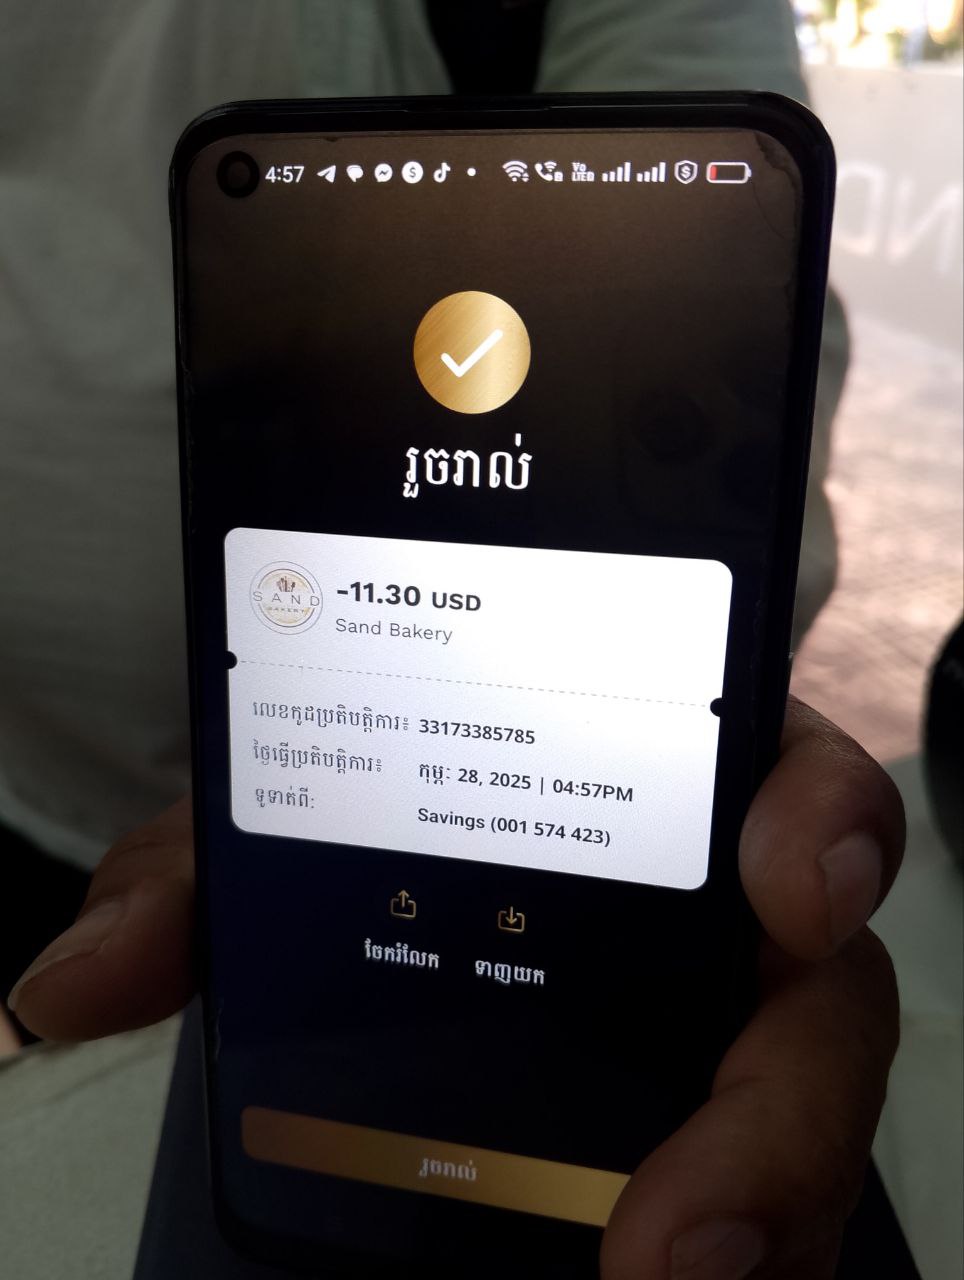 4:57
VoLTED
រួចរាល់
SAND
BAKERY
-11.30 USD
Sand Bakery
លេខកូដប្រតិបត្តិការ៖ 33173385785
ថ្ងៃធ្វើប្រតិបត្តិការ៖ កុម្ភៈ 28, 2025 | 04:57PM
ទូទាត់ពី: Savings (001 574 423)
ចែករំលែក ទាញយក
រួចរាល់